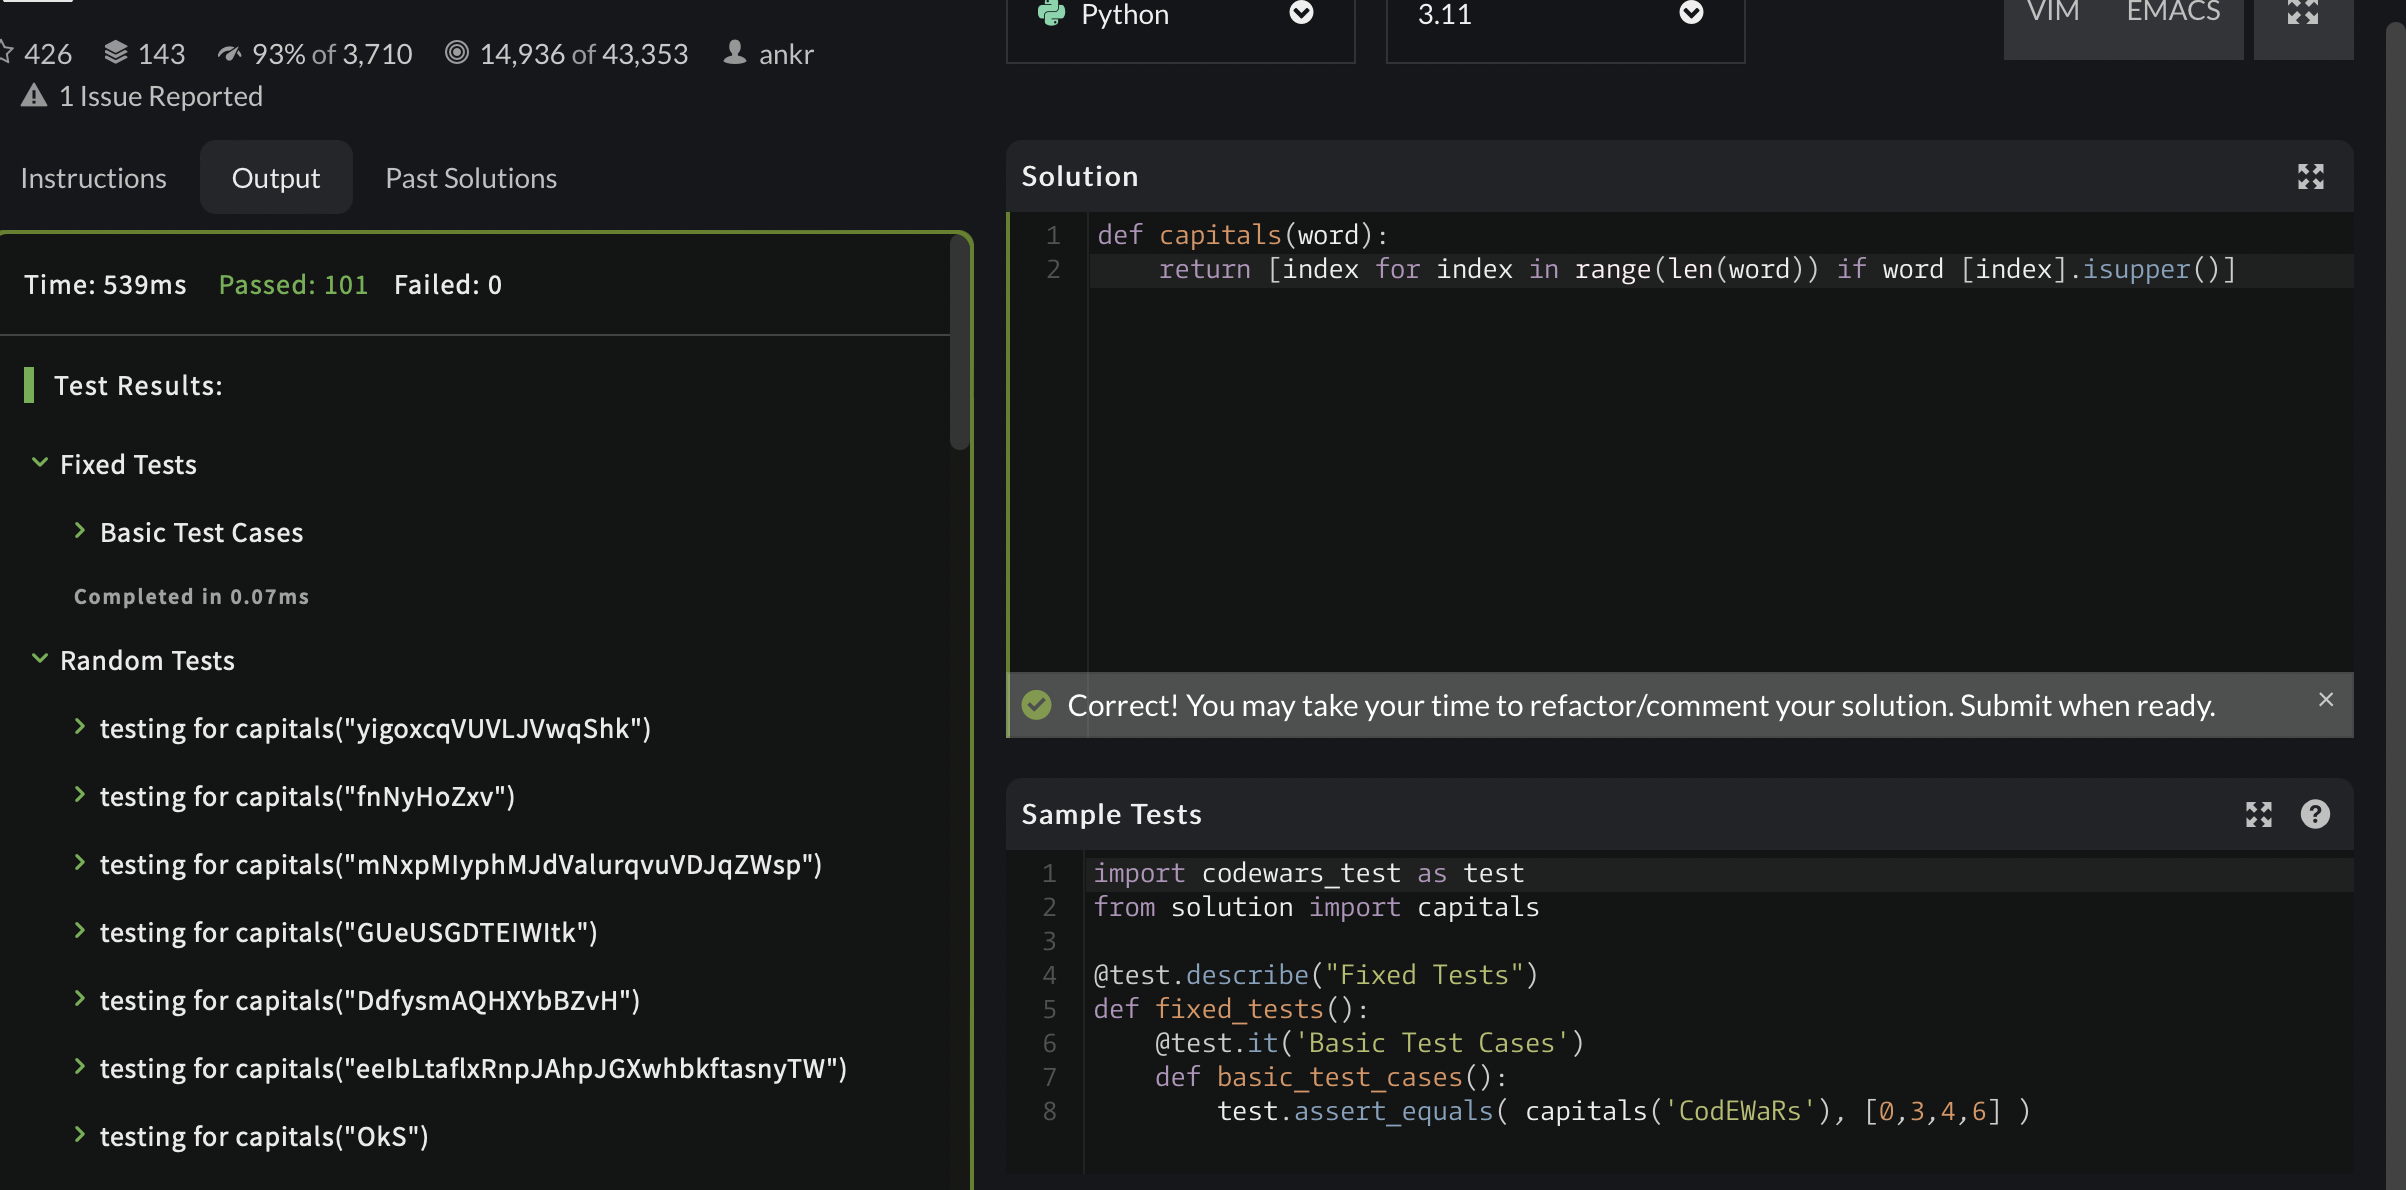 Python
3.11
VIM EMACS
426 143 93% of 3,710 14,936 of 43,353 ankr
1 Issue Reported
Instructions Output Past Solutions
Time: 539ms Passed: 101 Failed: 0
Test Results:
Fixed Tests
Basic Test Cases
Completed in 0.07ms
Random Tests
testing for capitals("yigoxcqVUVLJVwqShk")
testing for capitals("fnNyHoZxv")
testing for capitals("mNxpMIyphMJdValurqvuVDJqZWsp")
testing for capitals("GUeUSGDTEIWItk")
testing for capitals("DdfysmAQHXYbBZvH")
testing for capitals("eeIbLtaflxRnpJAhpJGXwhbkftasnyTW")
testing for capitals("OkS")
Solution
1 def capitals(word):
2     return [index for index in range(len(word)) if word [index].isupper()]
Correct! You may take your time to refactor/comment your solution. Submit when ready.
Sample Tests
1 import codewars_test as test
2 from solution import capitals
3
4 @test.describe("Fixed Tests")
5 def fixed_tests():
6     @test.it('Basic Test Cases')
7     def basic_test_cases():
8         test.assert_equals( capitals('CodEWaRs'), [0,3,4,6] )